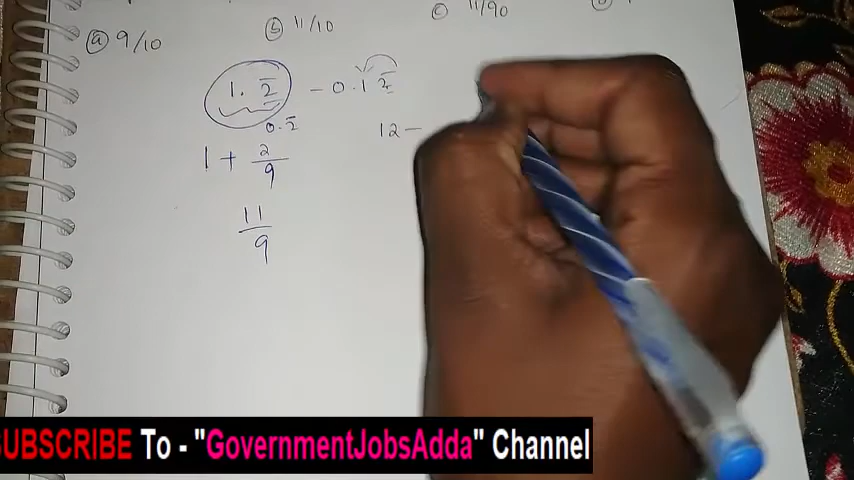 ⓐ 9/10 ⓑ 11/10 ⓒ 11/90
1.2̅ - 0.12̅
0.2̅
1 + 2/9 12 -
11/9
SUBSCRIBE To - "GovernmentJobsAdda" Channel